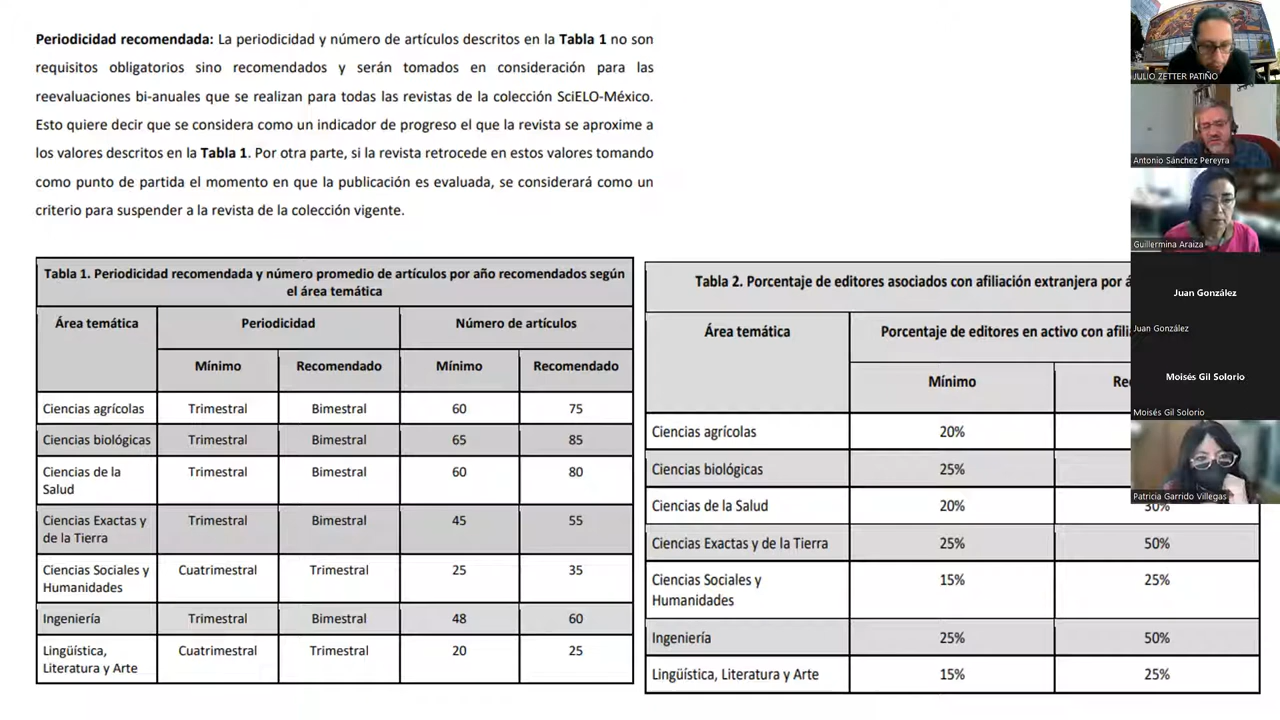 Periodicidad recomendada: La periodicidad y número de artículos descritos en la Tabla 1 no son
requisitos obligatorios sino recomendados y serán tomados en consideración para las
reevaluaciones bi-anuales que se realizan para todas las revistas de la colección SciELO-México.
Esto quiere decir que se considera como un indicador de progreso el que la revista se aproxime a
los valores descritos en la Tabla 1. Por otra parte, si la revista retrocede en estos valores tomando
como punto de partida el momento en que la publicación es evaluada, se considerará como un
criterio para suspender a la revista de la colección vigente.
Tabla 1. Periodicidad recomendada y número promedio de artículos por año recomendados según
el área temática
Área temática Periodicidad Número de artículos
Mínimo Recomendado Mínimo Recomendado
Ciencias agrícolas Trimestral Bimestral 60 75
Ciencias biológicas Trimestral Bimestral 65 85
Ciencias de la Trimestral Bimestral 60 80
Salud
Ciencias Exactas y Trimestral Bimestral 45 55
de la Tierra
Ciencias Sociales y Cuatrimestral Trimestral 25 35
Humanidades
Ingeniería Trimestral Bimestral 48 60
Lingüística, Cuatrimestral Trimestral 20 25
Literatura y Arte
Tabla 2. Porcentaje de editores asociados con afiliación extranjera por
Área temática Porcentaje de editores en activo con
Mínimo
Ciencias agrícolas 20%
Ciencias biológicas 25%
Ciencias de la Salud 20% 30%
Ciencias Exactas y de la Tierra 25% 50%
Ciencias Sociales y 15% 25%
Humanidades
Ingeniería 25% 50%
Lingüística, Literatura y Arte 15% 25%
JULIO ZETTER PATIÑO
Antonio Sánchez Pereyra
Guillermina Araiza
Juan González
Juan González
Moisés Gil Solorio
Moisés Gil Solorio
Patricia Garrido Villegas